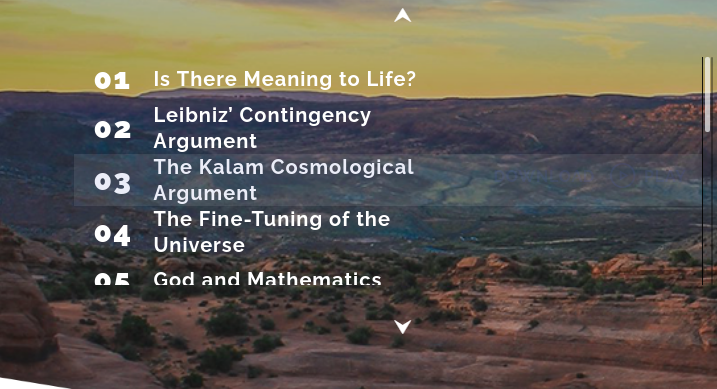 01 Is There Meaning to Life?
02 Leibniz’ Contingency
Argument
03 The Kalam Cosmological
Argument
04 The Fine-Tuning of the
Universe
05 God and Mathematics